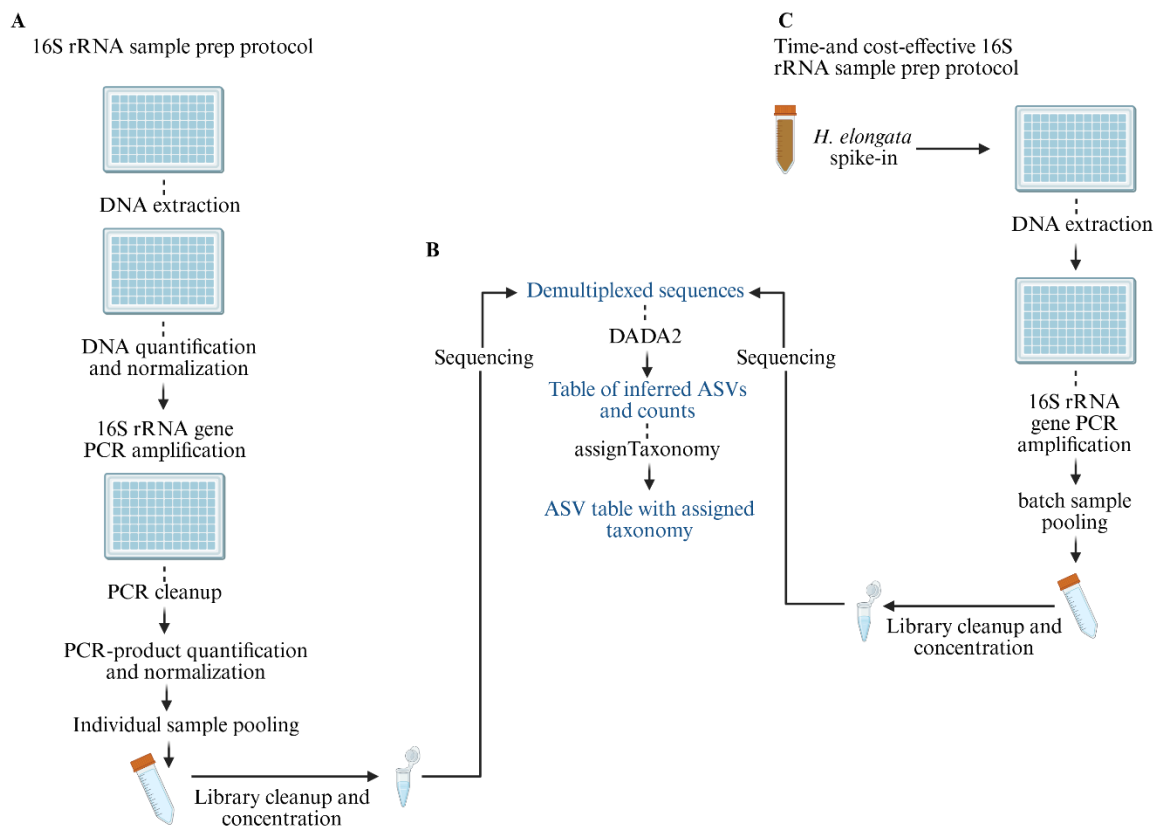 A
16S rRNA sample prep protocol
DNA extraction
DNA quantification
and normalization
16S rRNA gene
PCR amplification
PCR cleanup
PCR-product quantification
and normalization
Individual sample pooling
Library cleanup and
concentration
Sequencing
B
Demultiplexed sequences
DADA2
Table of inferred ASVs
and counts
assignTaxonomy
ASV table with assigned
taxonomy
Sequencing
C
Time-and cost-effective 16S
rRNA sample prep protocol
H. elongata
spike-in
DNA extraction
16S rRNA
gene PCR
amplification
batch sample
pooling
Library cleanup and
concentration